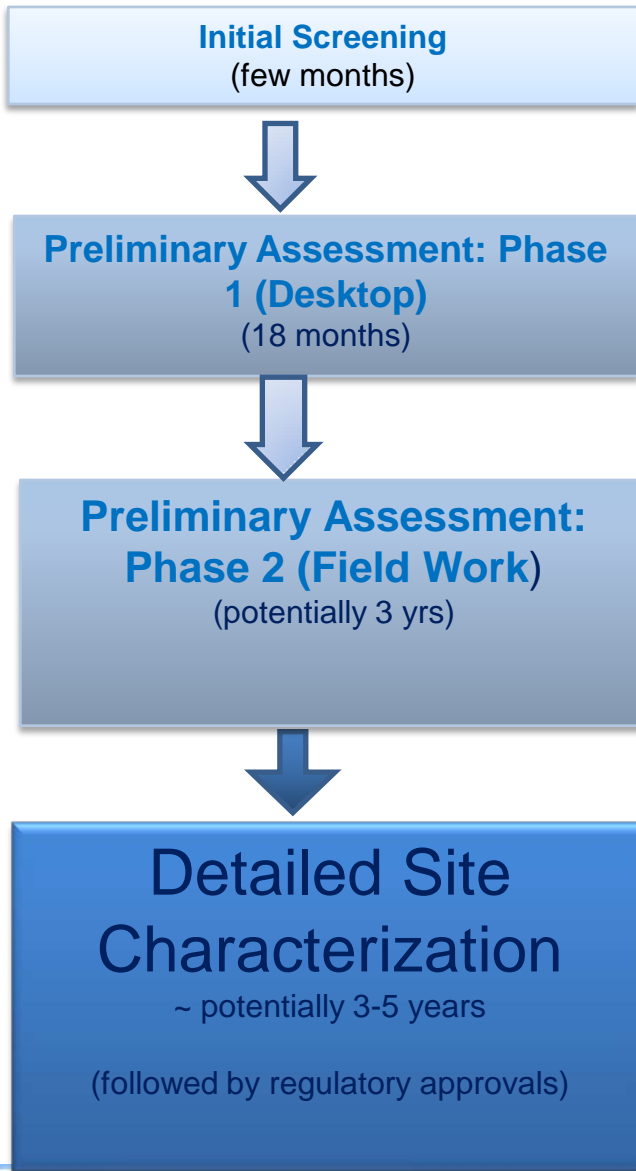 Initial Screening
(few months)
Preliminary Assessment: Phase
1 (Desktop)
(18 months)
Preliminary Assessment:
Phase 2 (Field Work)
(potentially 3 yrs)
Detailed Site
Characterization
~ potentially 3-5 years
(followed by regulatory approvals)